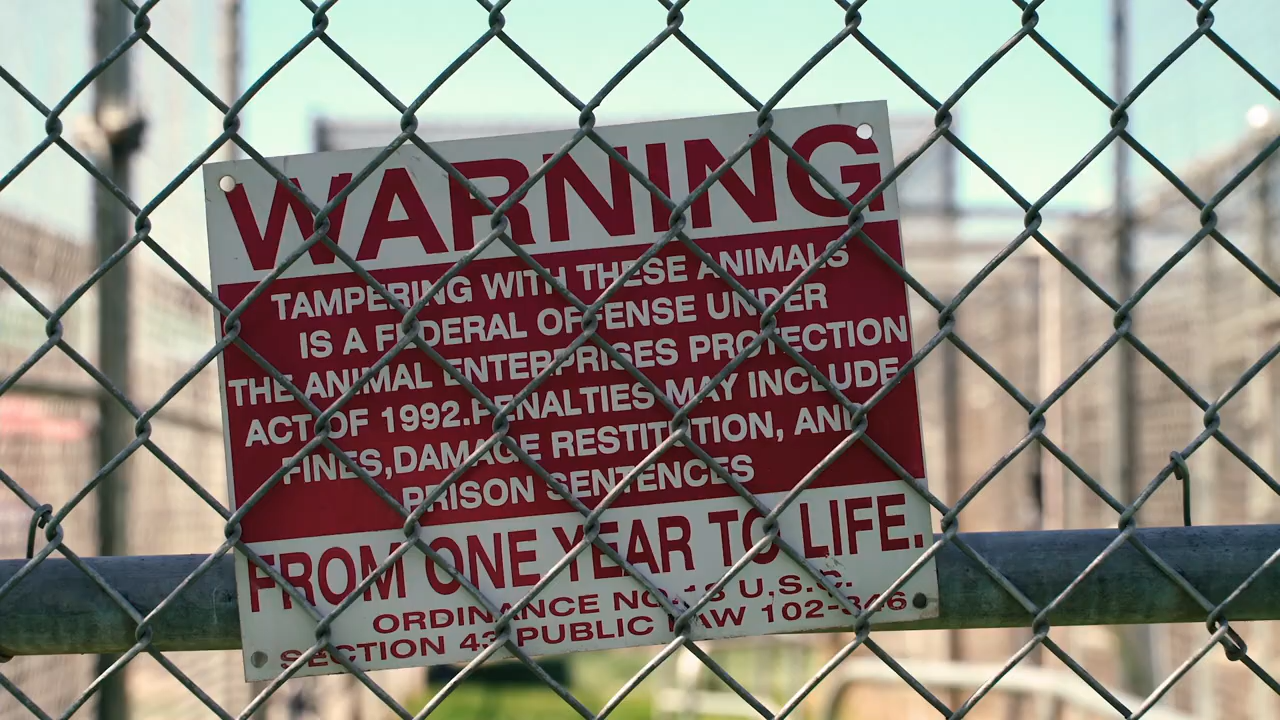 WARNING
TAMPERING WITH THESE ANIMALS
IS A FEDERAL OFFENSE UNDER
THE ANIMAL ENTERPRISES PROTECTION
ACT OF 1992.PENALTIES MAY INCLUDE
FINES,DAMAGE RESTITUTION, AND
PRISON SENTENCES
FROM ONE YEAR TO LIFE.
ORDINANCE NO.18 U.S.C.
SECTION 43 PUBLIC LAW 102-346